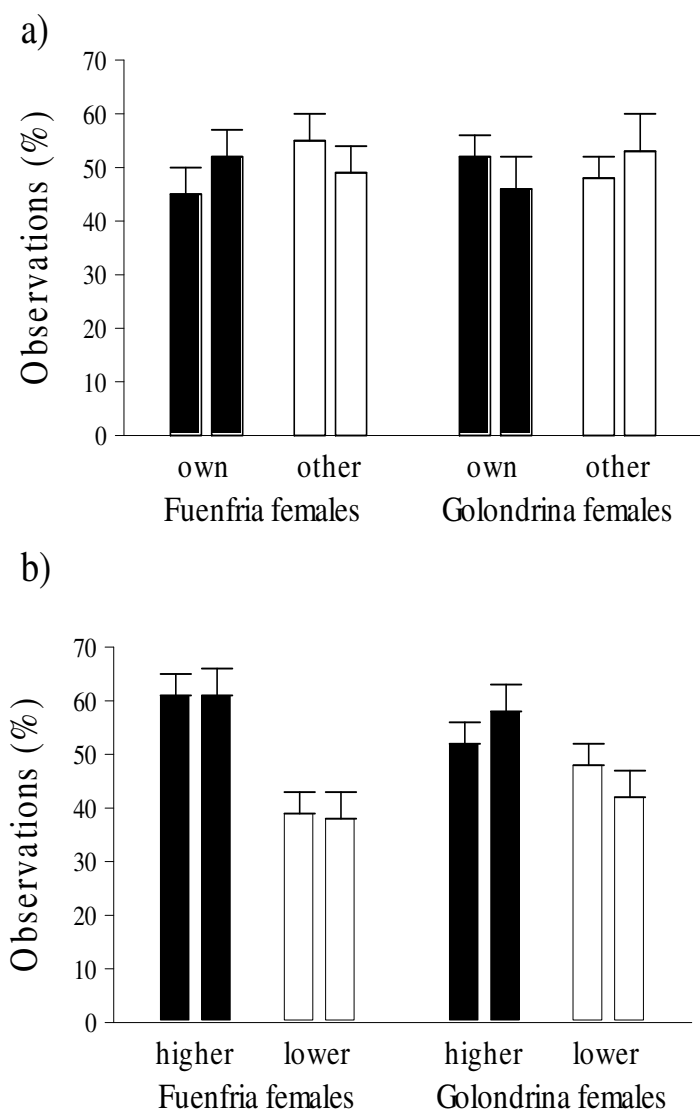 a)
Observations (%)
70
60
50
40
30
20
10
0
own other own other
Fuenfria females Golondrina females
b)
Observations (%)
70
60
50
40
30
20
10
0
higher lower higher lower
Fuenfria females Golondrina females